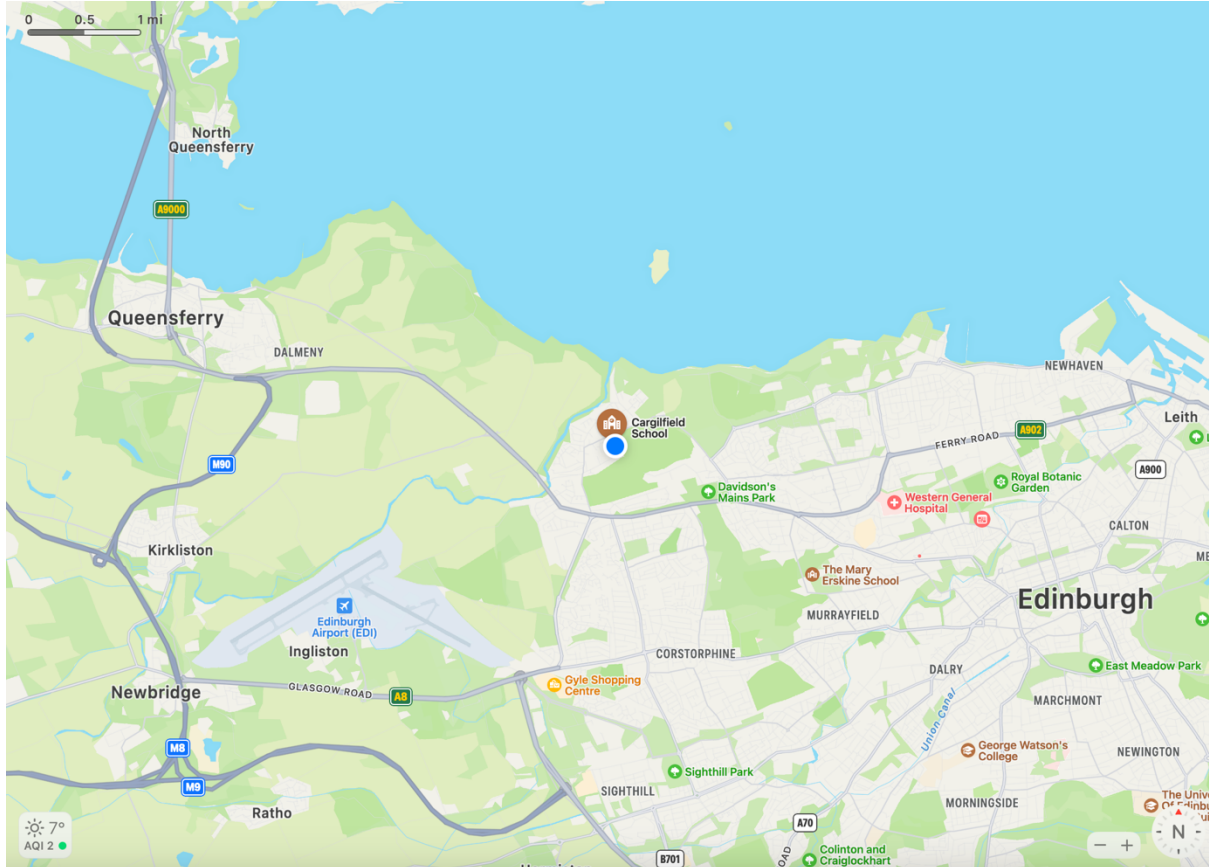 0 0.5 1 mi
North
Queensferry
A9000
Queensferry
DALMENY
NEWHAVEN
Cargilfield
School
Leith
FERRY ROAD
A902
M90
A900
Royal Botanic
Garden
Davidson's
Mains Park
Western General
Hospital
CALTON
Kirkliston
The Mary
Erskine School
Edinburgh
Edinburgh
Airport (EDI)
MURRAYFIELD
Ingliston
CORSTORPHINE
DALRY
East Meadow Park
Newbridge
GLASGOW ROAD
A8
Gyle Shopping
Centre
MARCHMONT
Union Canal
M8
George Watson's
College
NEWINGTON
Sighthill Park
M9
SIGHTHILL
Ratho
MORNINGSIDE
A70
7°
AQI 2
N
B701
Colinton and
Craiglockhart